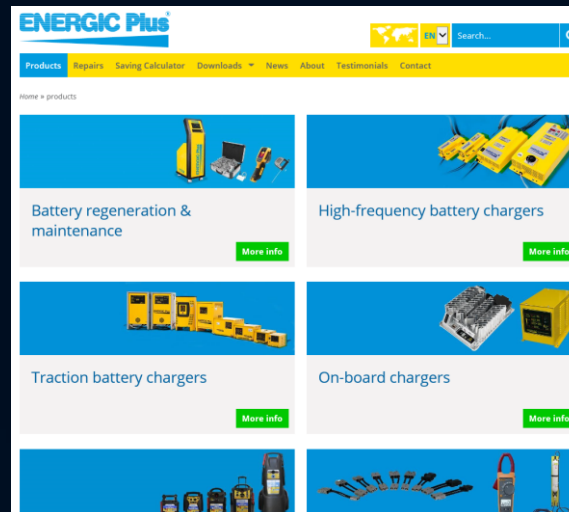 ENERGIC Plus
EN
Search...
Products Repairs Saving Calculator Downloads News About Testimonials Contact
Home » products
Battery regeneration &
maintenance
More info
High-frequency battery chargers
More info
Traction battery chargers
More info
On-board chargers
More info